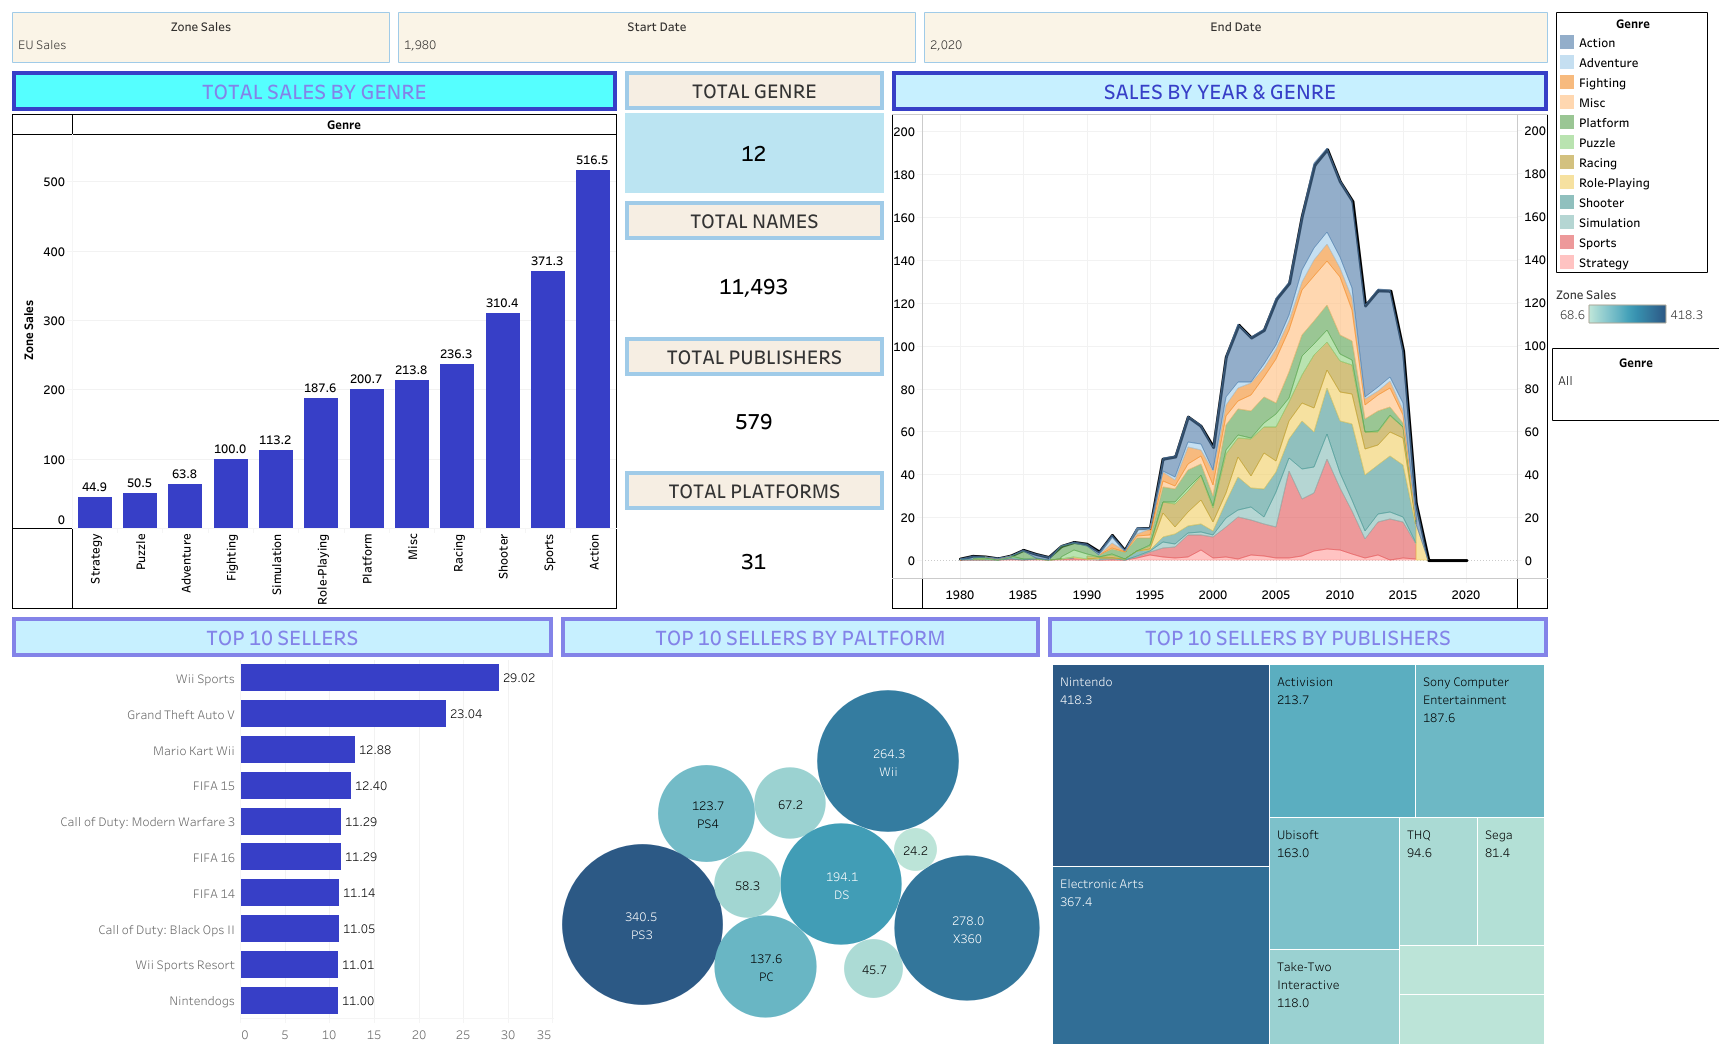 Zone Sales
EU Sales
Start Date
1,980
End Date
2,020
Genre
Action
Adventure
Fighting
Misc
Platform
Puzzle
Racing
Role-Playing
Shooter
Simulation
Sports
Strategy
Zone Sales
68.6
418.3
Genre
All
TOTAL SALES BY GENRE
Genre
Zone Sales
500
400
300
200
100
0
44.9
50.5
63.8
100.0
113.2
187.6
200.7
213.8
236.3
310.4
371.3
516.5
Strategy
Puzzle
Adventure
Fighting
Simulation
Role-Playing
Platform
Misc
Racing
Shooter
Sports
Action
TOTAL GENRE
12
TOTAL NAMES
11,493
TOTAL PUBLISHERS
579
TOTAL PLATFORMS
31
SALES BY YEAR & GENRE
200
180
160
140
120
100
80
60
40
20
0
200
180
160
140
120
100
80
60
40
20
0
1980
1985
1990
1995
2000
2005
2010
2015
2020
TOP 10 SELLERS
Wii Sports 29.02
Grand Theft Auto V 23.04
Mario Kart Wii 12.88
FIFA 15 12.40
Call of Duty: Modern Warfare 3 11.29
FIFA 16 11.29
FIFA 14 11.14
Call of Duty: Black Ops II 11.05
Wii Sports Resort 11.01
Nintendogs 11.00
0 5 10 15 20 25 30 35
TOP 10 SELLERS BY PALTFORM
264.3
Wii
123.7
PS4
67.2
24.2
58.3
194.1
DS
340.5
PS3
278.0
X360
137.6
PC
45.7
TOP 10 SELLERS BY PUBLISHERS
Nintendo
418.3
Electronic Arts
367.4
Activision
213.7
Sony Computer
Entertainment
187.6
Ubisoft
163.0
THQ
94.6
Sega
81.4
Take-Two
Interactive
118.0